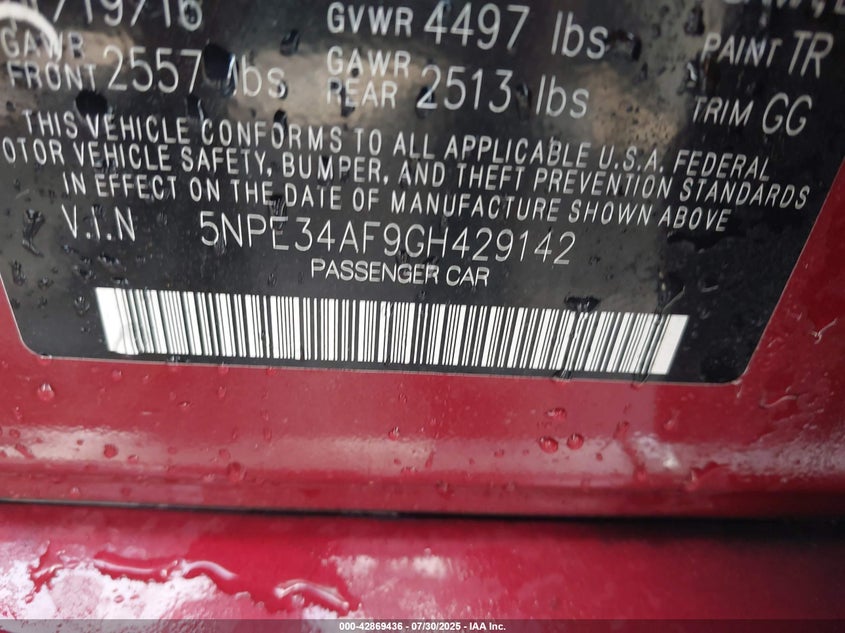 GVWR 4497 lbs
PAINT TR
GAWR
FRONT 2557 lbs
GAWR
REAR 2513 lbs
TRIM GG
THIS VEHICLE CONFORMS TO ALL APPLICABLE U.S.A. FEDERAL
OTOR VEHICLE SAFETY, BUMPER, AND THEFT PREVENTION STANDARDS
IN EFFECT ON THE DATE OF MANUFACTURE SHOWN ABOVE
V.I.N 5NPE34AF9GH429142
PASSENGER CAR
000-42869436 / 07/30/2025 - IAA Inc.